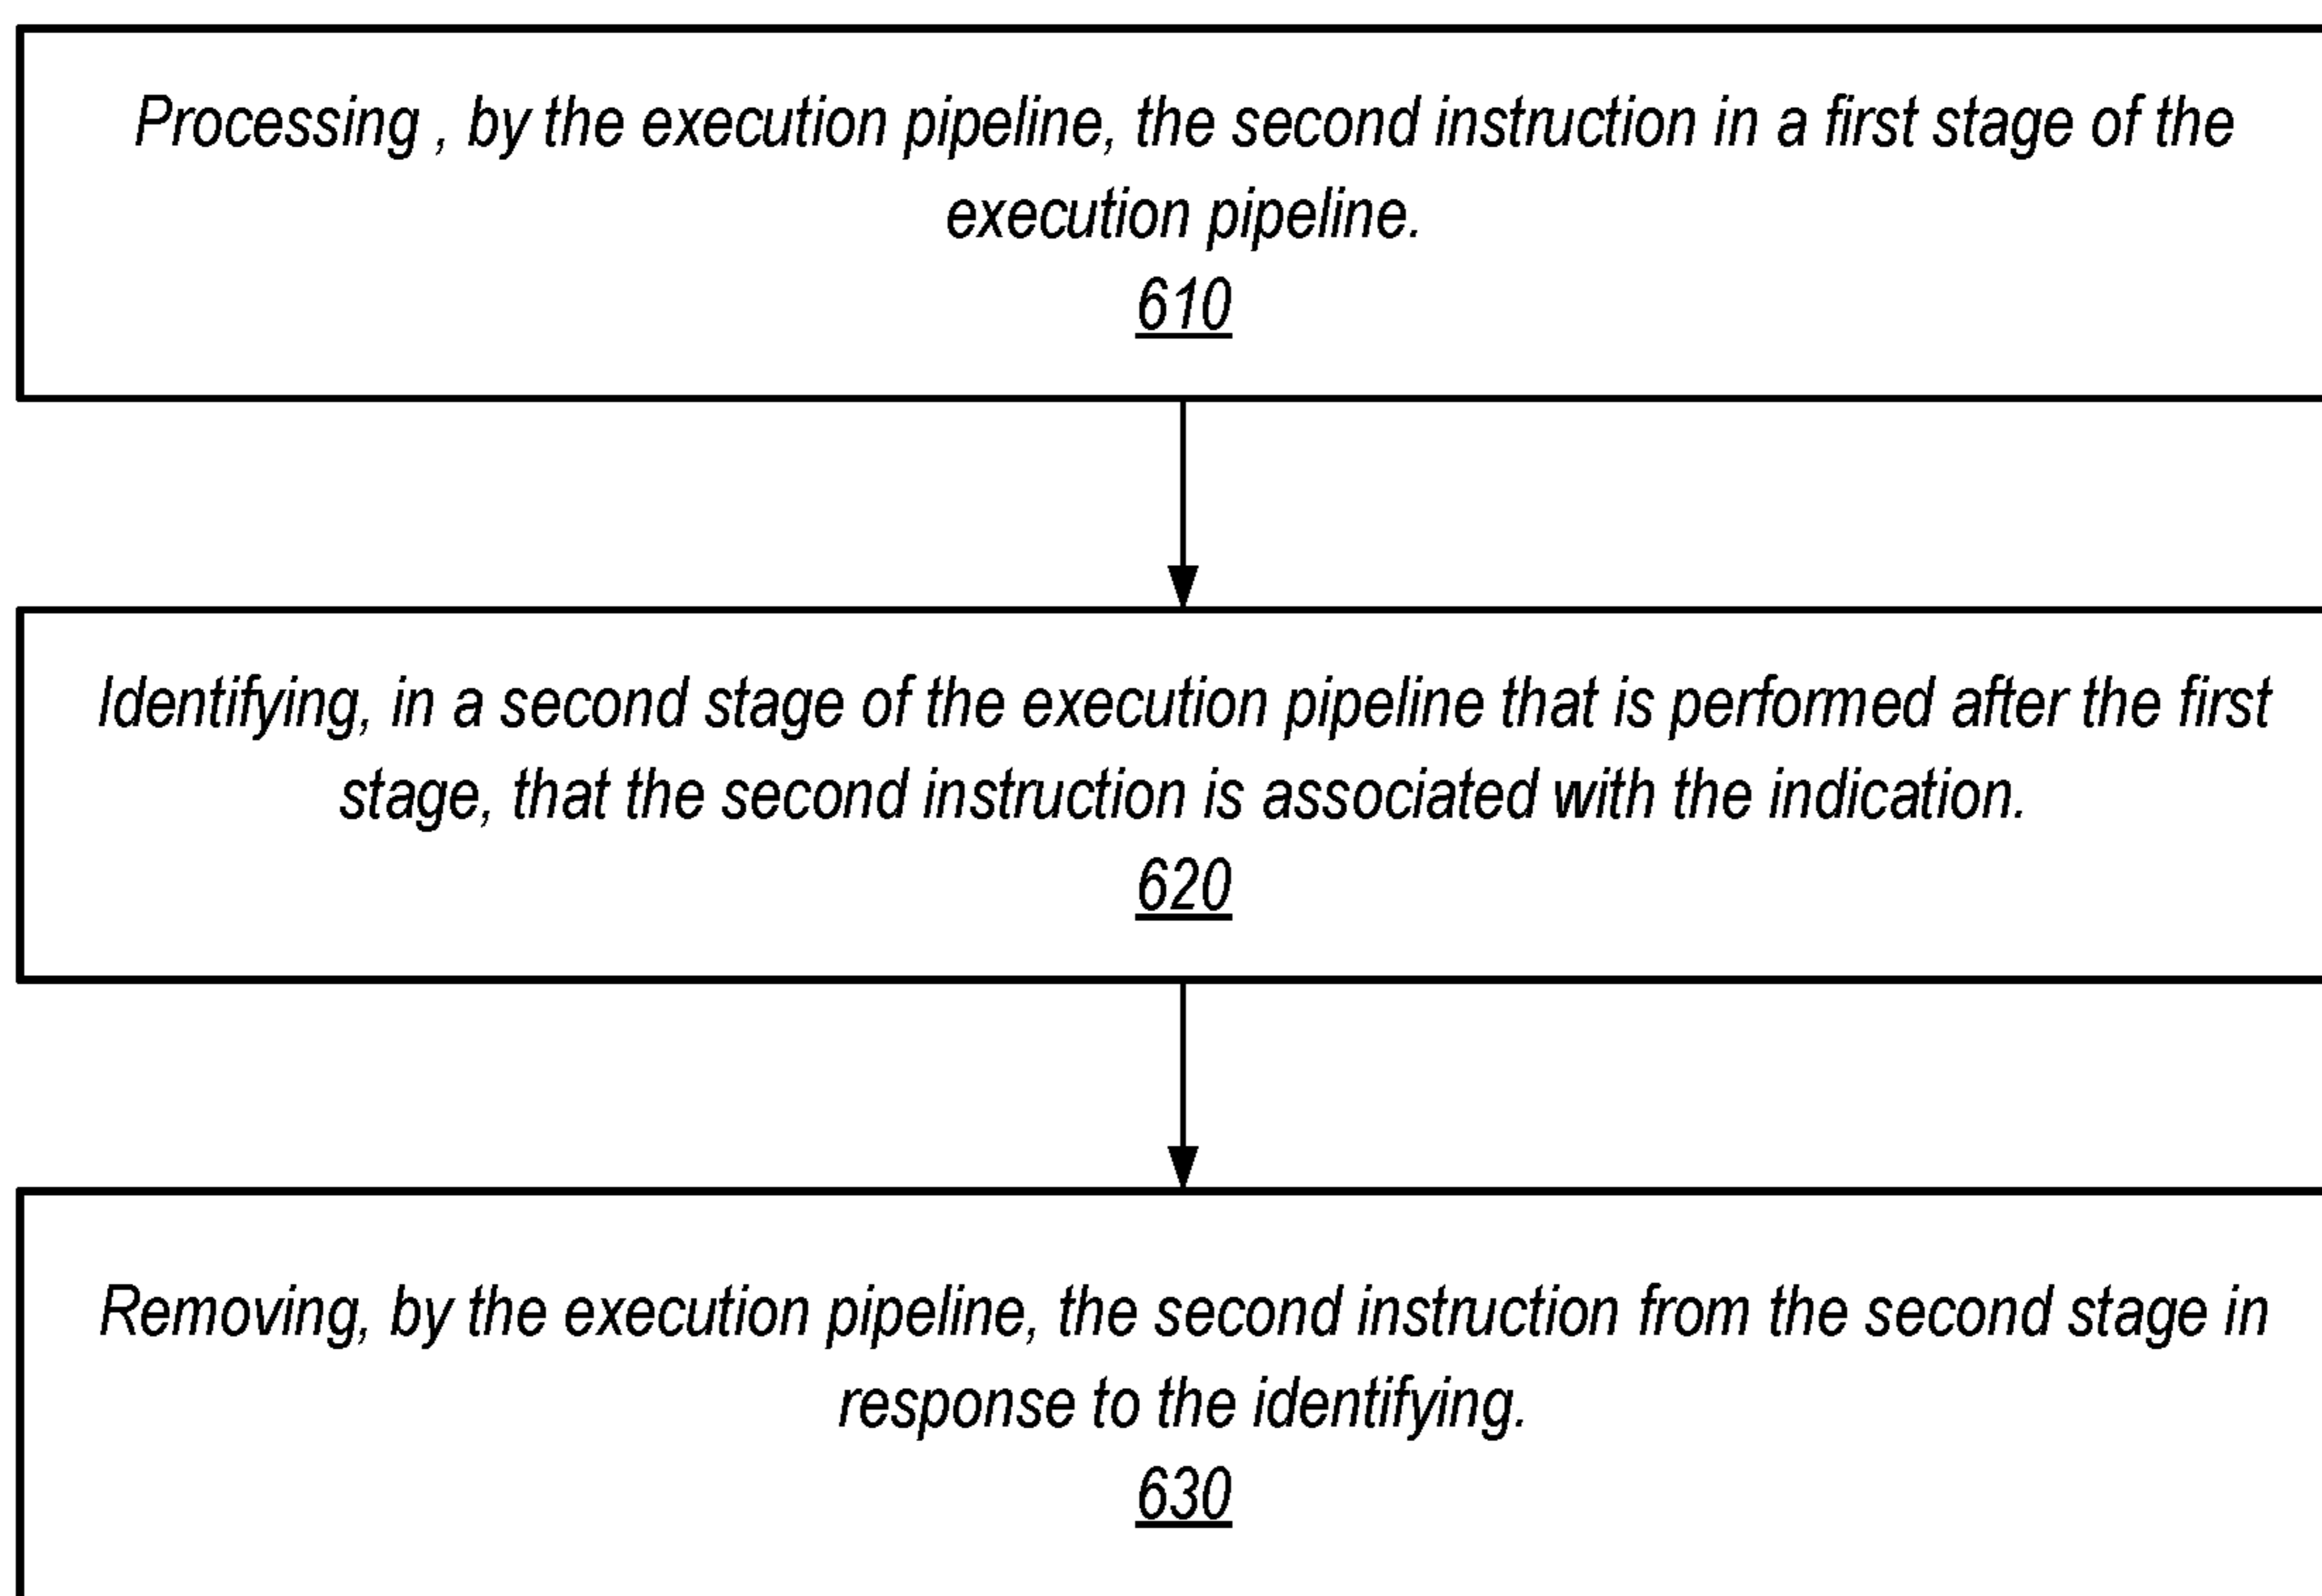 Processing , by the execution pipeline, the second instruction in a first stage of the
execution pipeline.
610
Identifying, in a second stage of the execution pipeline that is performed after the first
stage, that the second instruction is associated with the indication.
620
Removing, by the execution pipeline, the second instruction from the second stage in
response to the identifying.
630